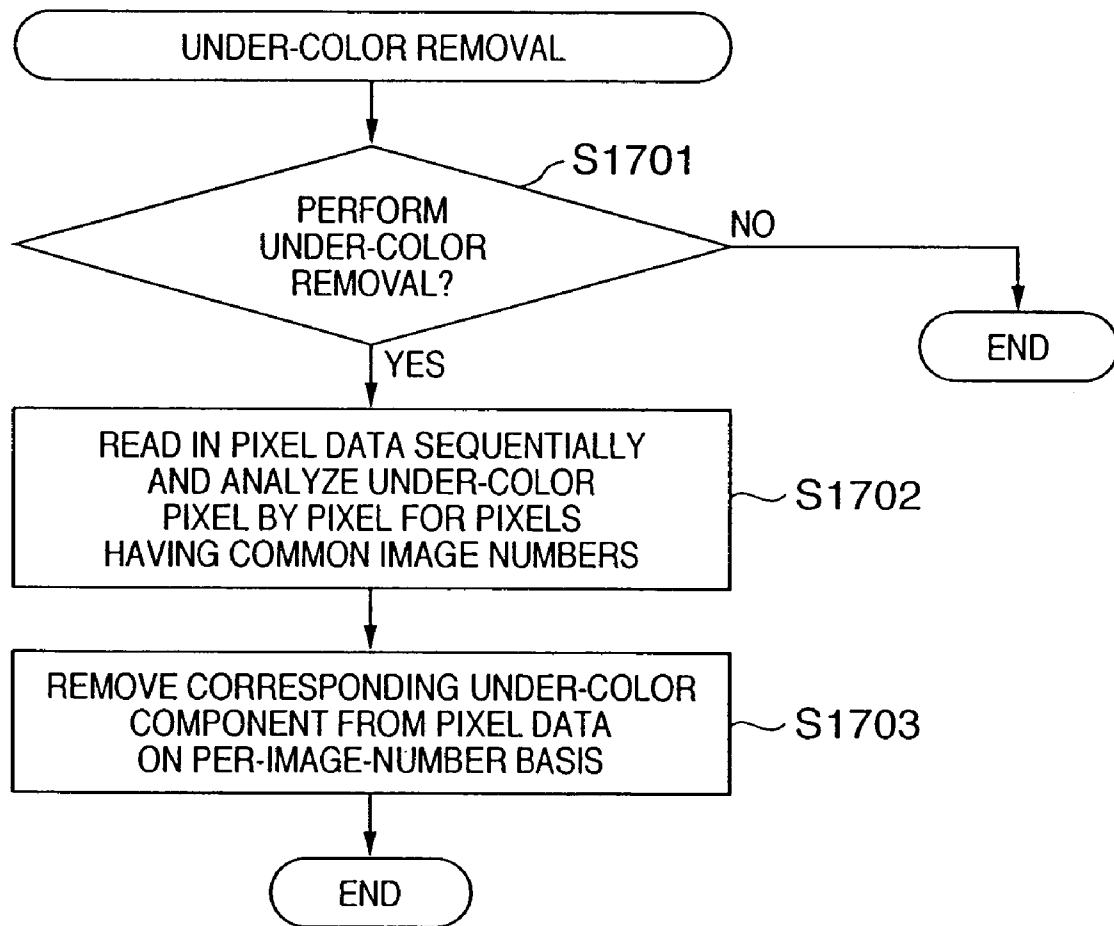 UNDER-COLOR REMOVAL
S1701
PERFORM
UNDER-COLOR
REMOVAL?
NO
END
YES
READ IN PIXEL DATA SEQUENTIALLY
AND ANALYZE UNDER-COLOR
PIXEL BY PIXEL FOR PIXELS
HAVING COMMON IMAGE NUMBERS
S1702
REMOVE CORRESPONDING UNDER-COLOR
COMPONENT FROM PIXEL DATA
ON PER-IMAGE-NUMBER BASIS
S1703
END